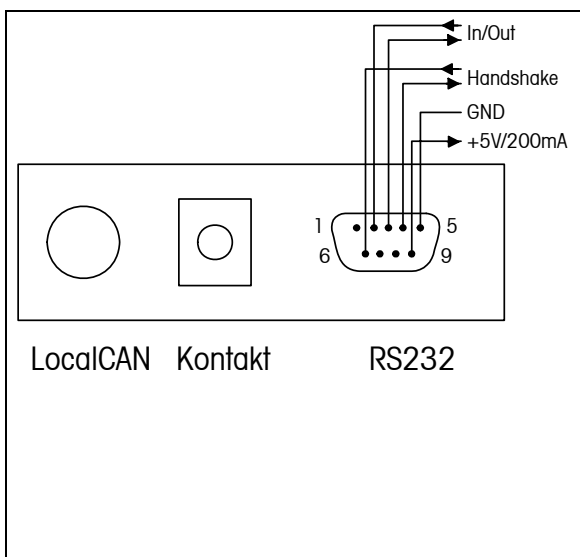 In/Out
Handshake
GND
+5V/200mA
1 5
6 9
LocalCAN Kontakt RS232